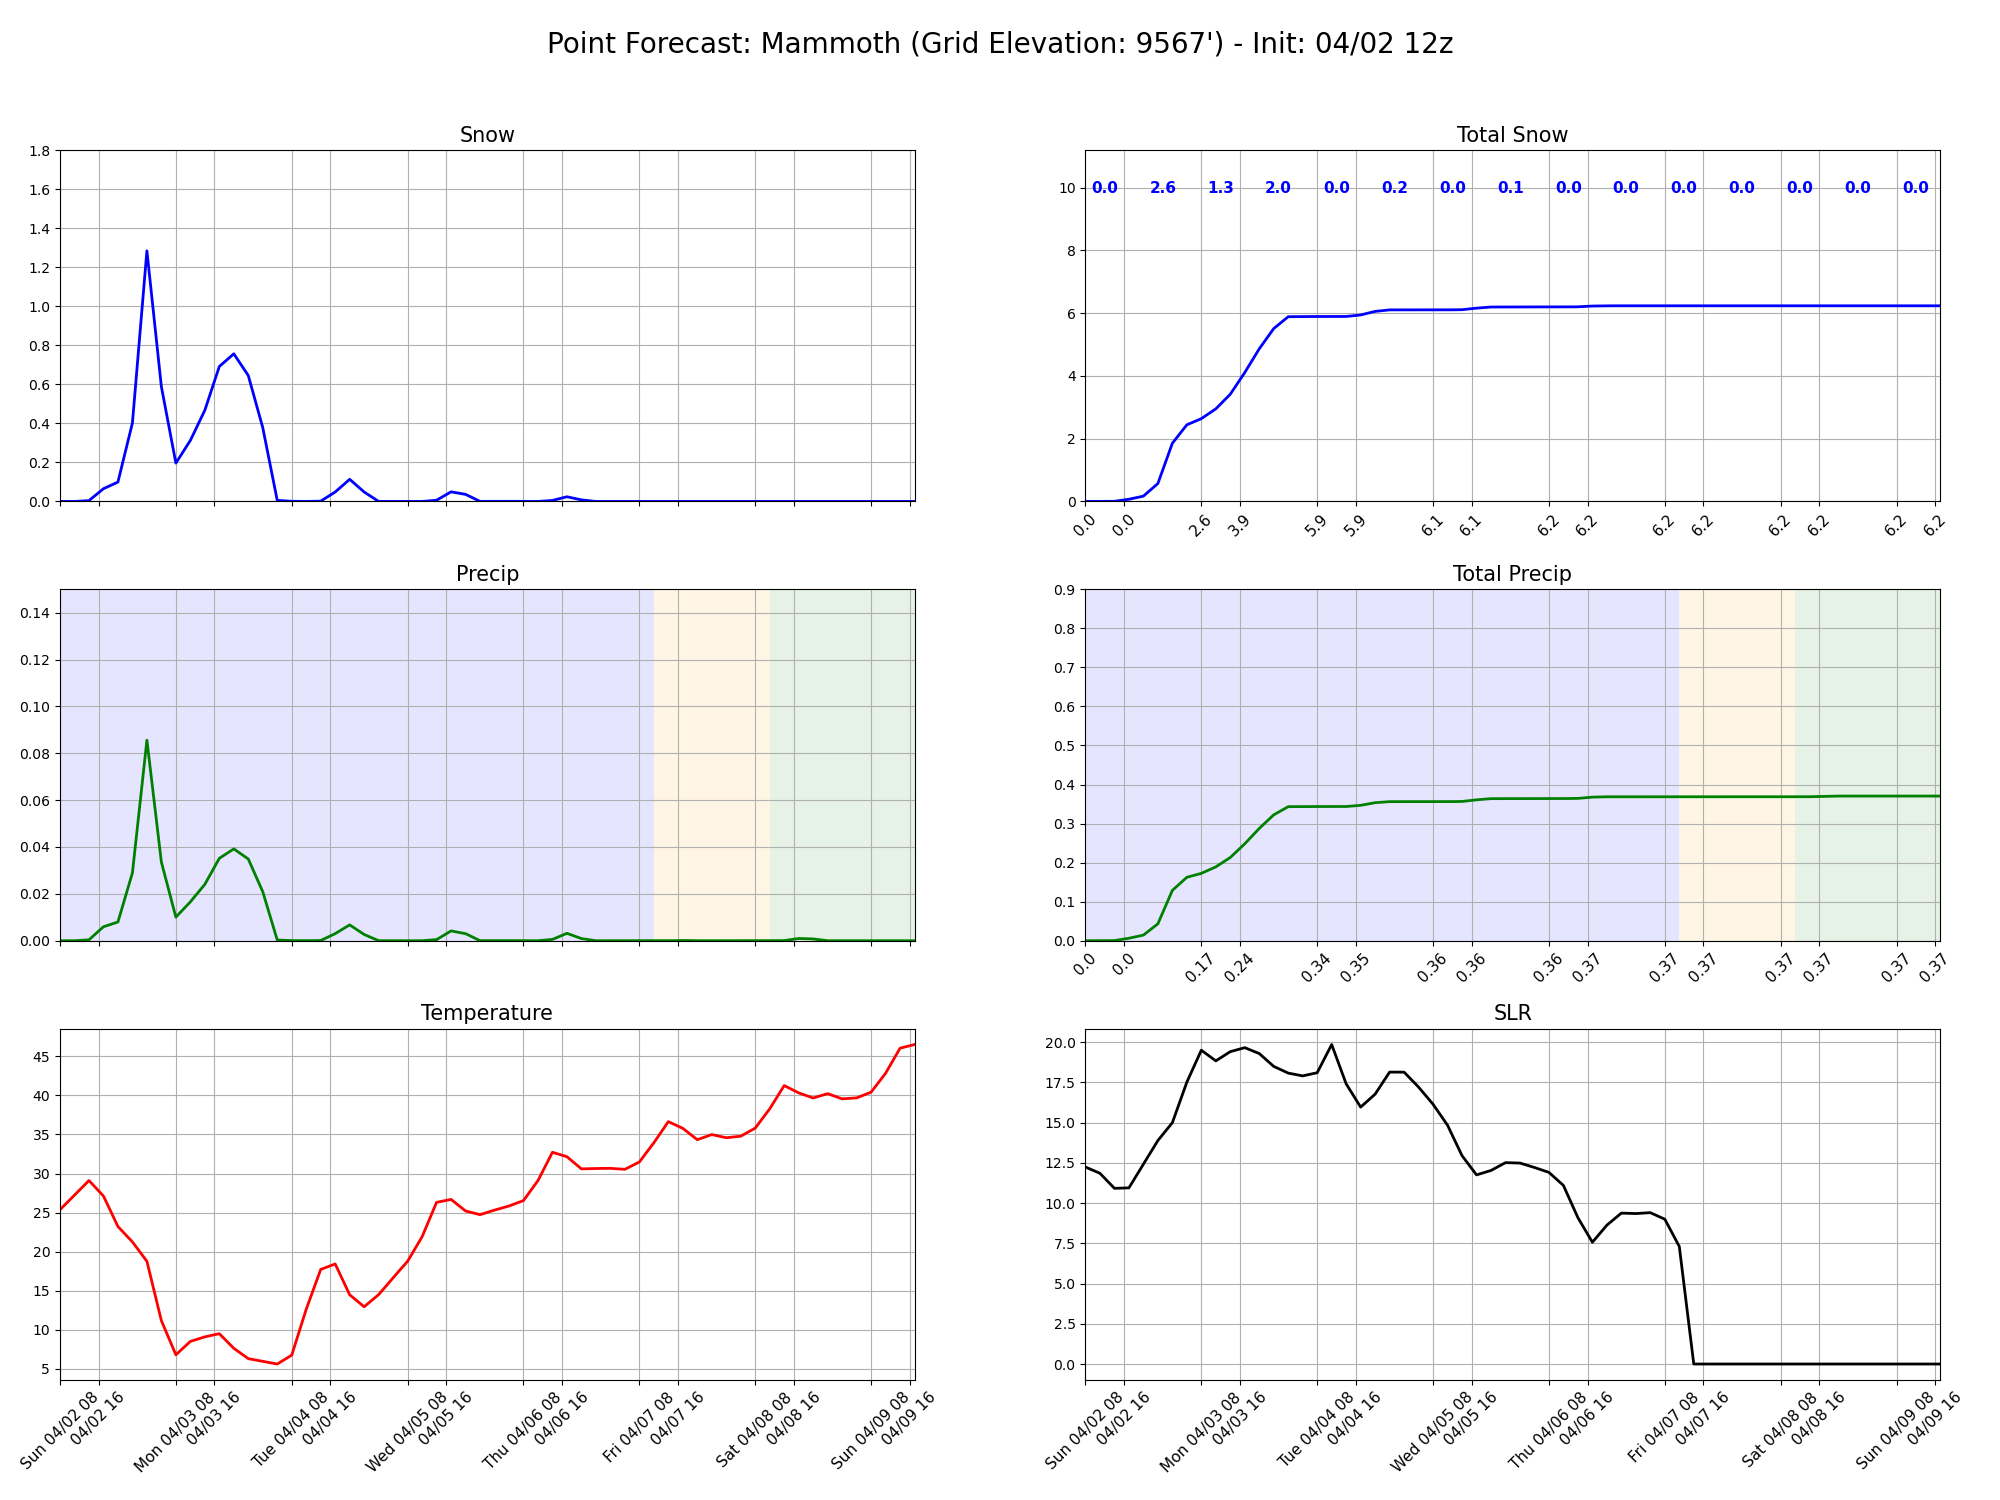 Point Forecast: Mammoth (Grid Elevation: 9567') - Init: 04/02 12z
Snow
1.8
1.6
1.4
1.2
1.0
0.8
0.6
0.4
0.2
0.0
Total Snow
10
8
6
4
2
0
0.0 2.6 1.3 2.0 0.0 0.2 0.0 0.1 0.0 0.0 0.0 0.0 0.0 0.0 0.0
0.0 0.0 2.6 3.9 5.9 5.9 6.1 6.1 6.2 6.2 6.2 6.2 6.2 6.2 6.2 6.2
Precip
0.14
0.12
0.10
0.08
0.06
0.04
0.02
0.00
Total Precip
0.9
0.8
0.7
0.6
0.5
0.4
0.3
0.2
0.1
0.0
0.0 0.0 0.17 0.24 0.34 0.35 0.36 0.36 0.36 0.37 0.37 0.37 0.37 0.37 0.37 0.37
Temperature
45
40
35
30
25
20
15
10
5
Sun 04/02 08
04/02 16
Mon 04/03 08
04/03 16
Tue 04/04 08
04/04 16
Wed 04/05 08
04/05 16
Thu 04/06 08
04/06 16
Fri 04/07 08
04/07 16
Sat 04/08 08
04/08 16
Sun 04/09 08
04/09 16
SLR
20.0
17.5
15.0
12.5
10.0
7.5
5.0
2.5
0.0
Sun 04/02 08
04/02 16
Mon 04/03 08
04/03 16
Tue 04/04 08
04/04 16
Wed 04/05 08
04/05 16
Thu 04/06 08
04/06 16
Fri 04/07 08
04/07 16
Sat 04/08 08
04/08 16
Sun 04/09 08
04/09 16